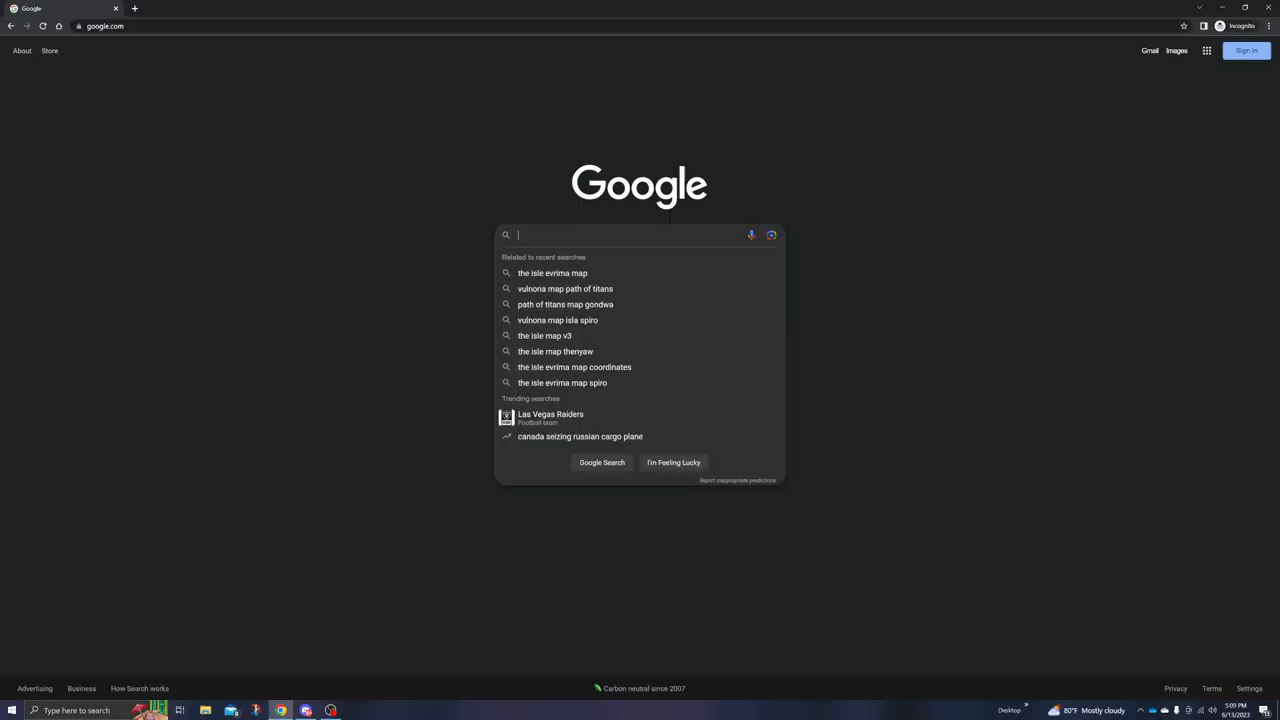 Google
google.com
Incognito
About
Store
Gmail
Images
Sign in
Google
Related to recent searches
the isle evrima map
vulnona map path of titans
path of titans map gondwa
vulnona map isla spiro
the isle map v3
the isle map thenyaw
the isle evrima map coordinates
the isle evrima map spiro
Trending searches
Las Vegas Raiders
Football team
canada seizing russian cargo plane
Google Search
I'm Feeling Lucky
Report inappropriate predictions
Advertising
Business
How Search works
Carbon neutral since 2007
Privacy
Terms
Settings
Type here to search
Desktop
80°F Mostly cloudy
5:09 PM
6/13/2023